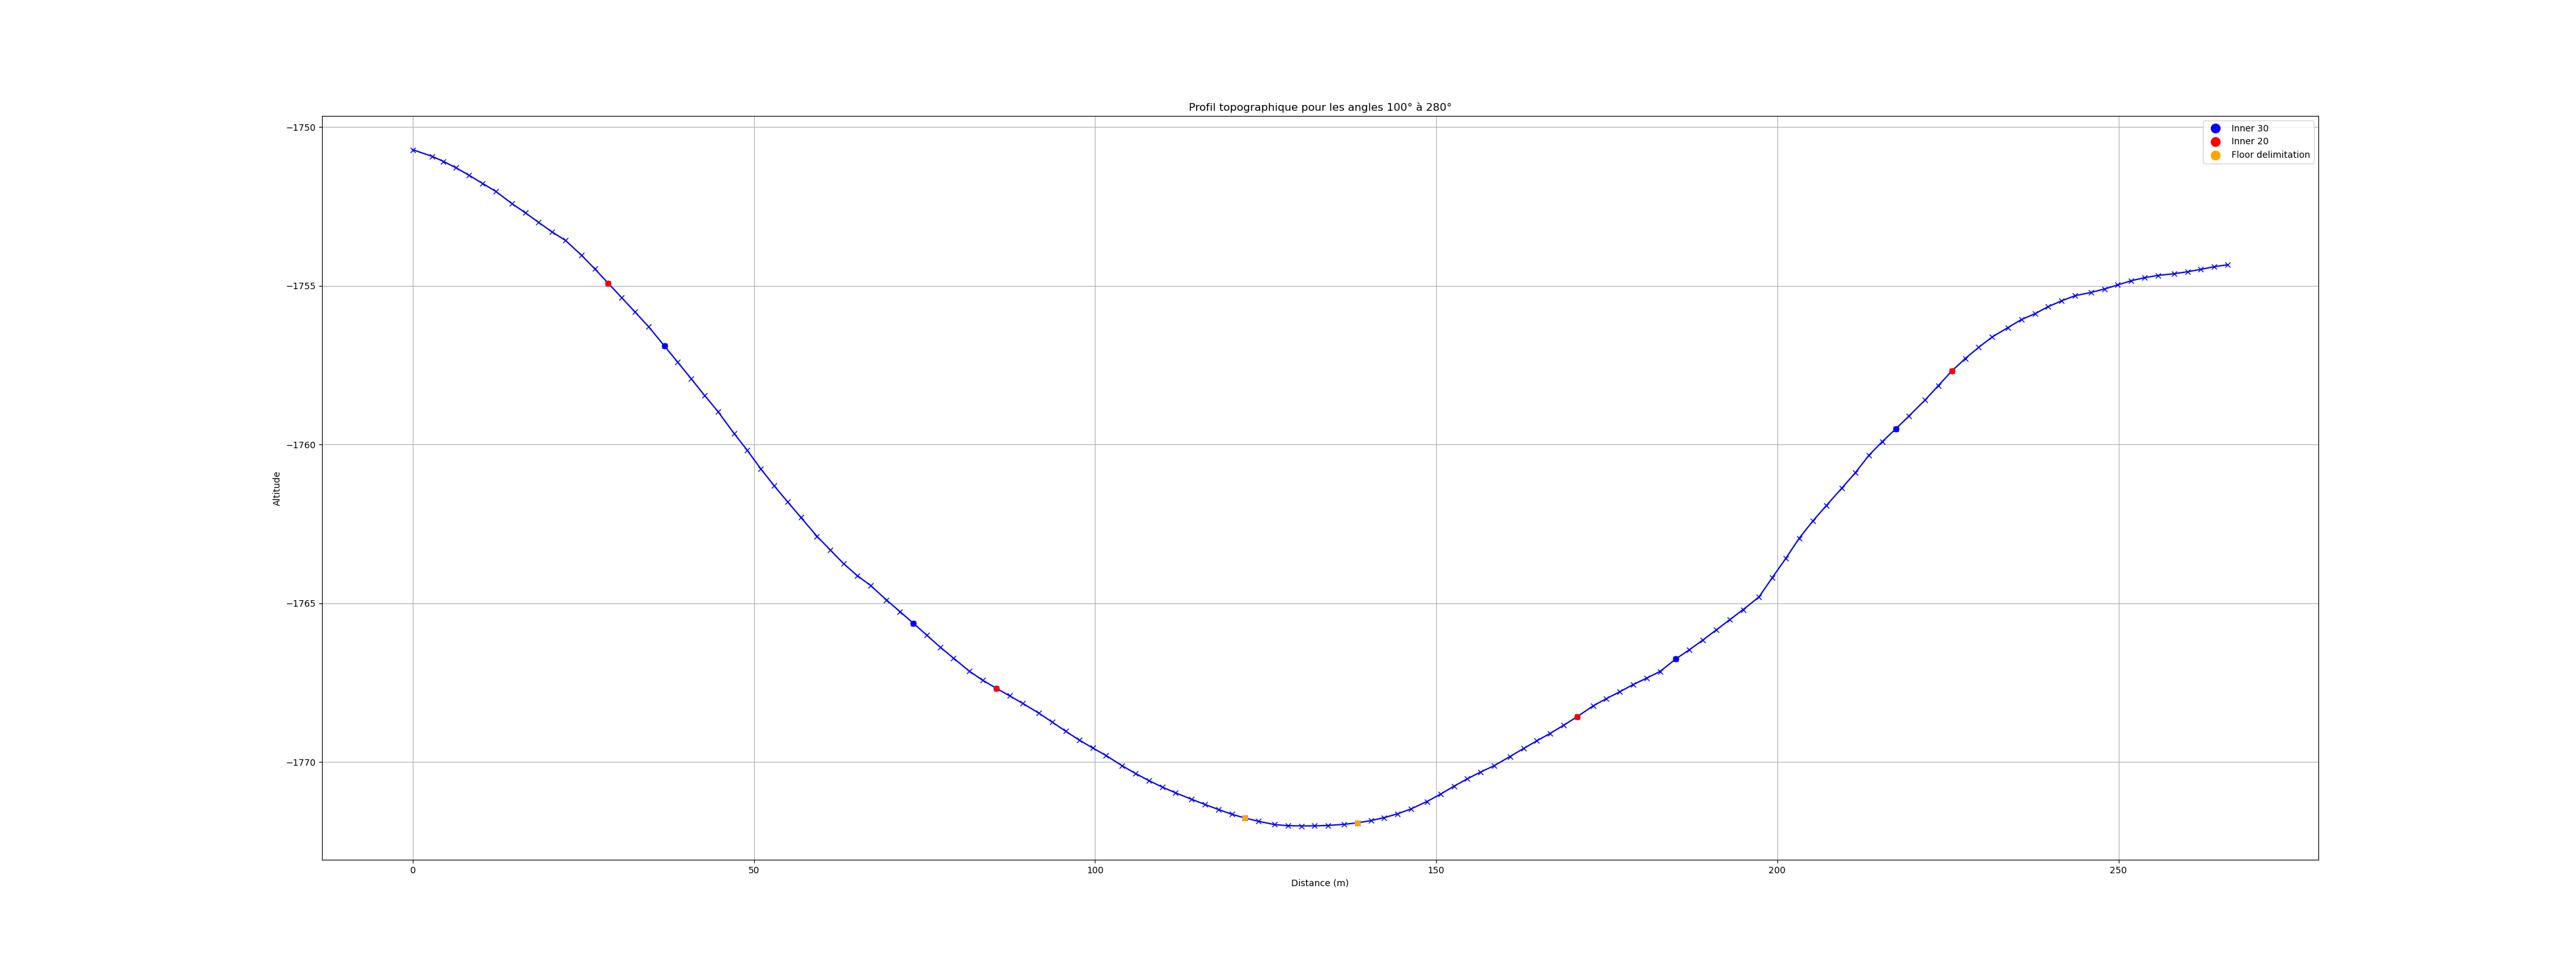 Profil topographique pour les angles 100° à 280°
Inner 30
Inner 20
Floor delimitation
Altitude
−1750
−1755
−1760
−1765
−1770
0 50 100 150 200 250
Distance (m)